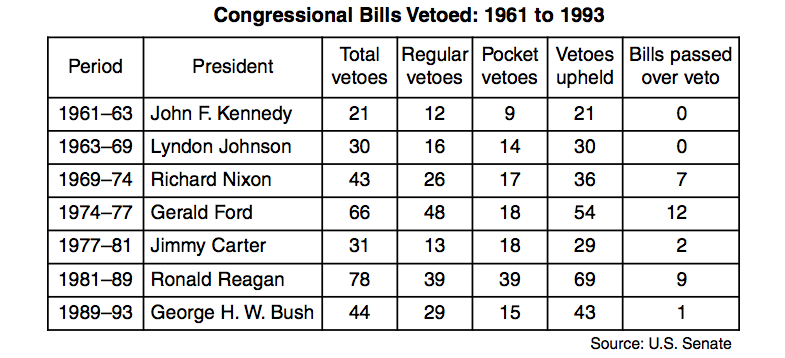 Congressional Bills Vetoed: 1961 to 1993
Period President Total vetoes Regular vetoes Pocket vetoes Vetoes upheld Bills passed over veto
1961–63 John F. Kennedy 21 12 9 21 0
1963–69 Lyndon Johnson 30 16 14 30 0
1969–74 Richard Nixon 43 26 17 36 7
1974–77 Gerald Ford 66 48 18 54 12
1977–81 Jimmy Carter 31 13 18 29 2
1981–89 Ronald Reagan 78 39 39 69 9
1989–93 George H. W. Bush 44 29 15 43 1
Source: U.S. Senate